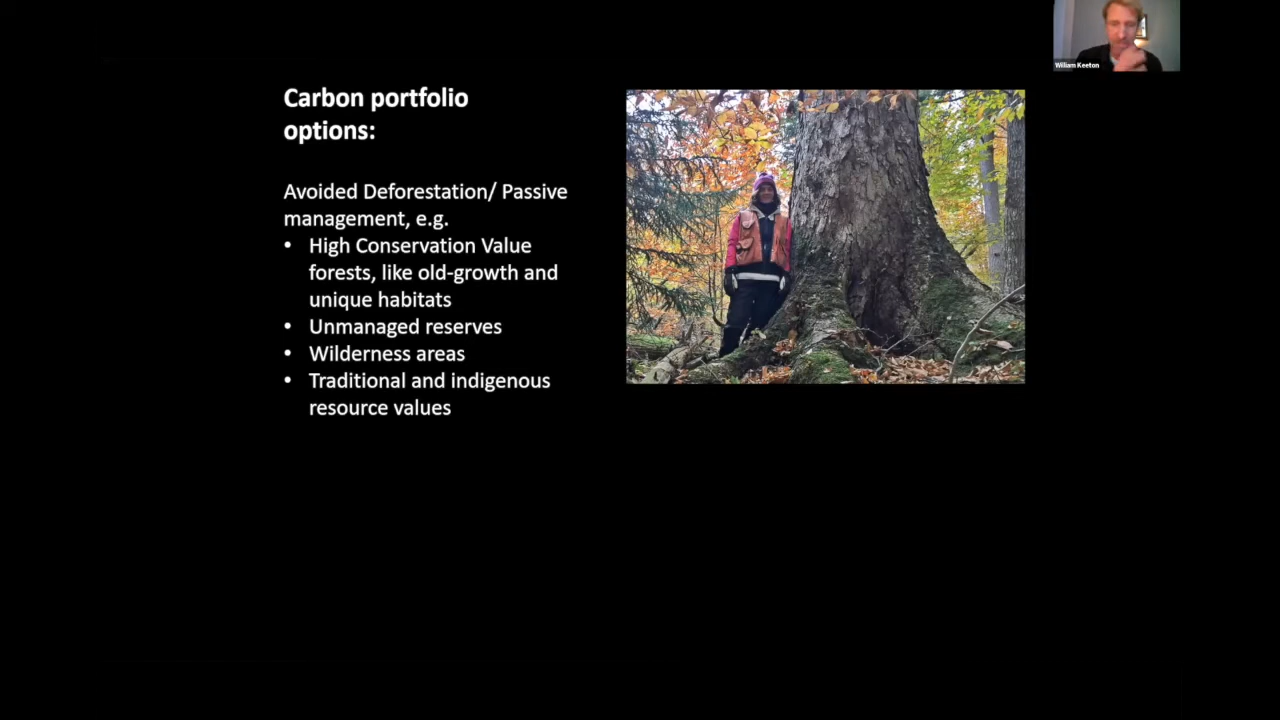 William Keeton
Carbon portfolio
options:
Avoided Deforestation/ Passive
management, e.g.
• High Conservation Value
forests, like old-growth and
unique habitats
• Unmanaged reserves
• Wilderness areas
• Traditional and indigenous
resource values